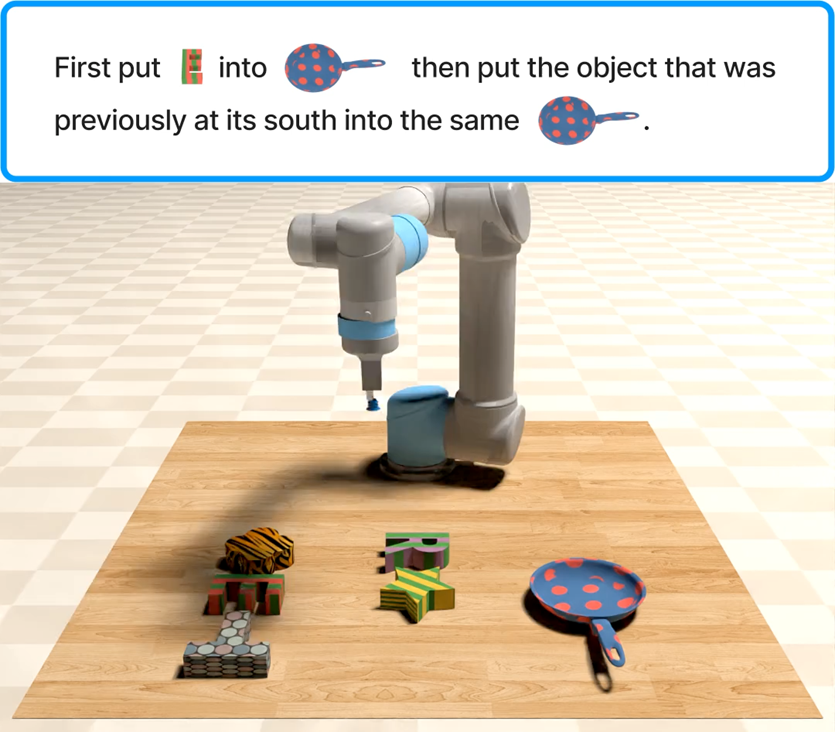 First put E into then put the object that was
previously at its south into the same .